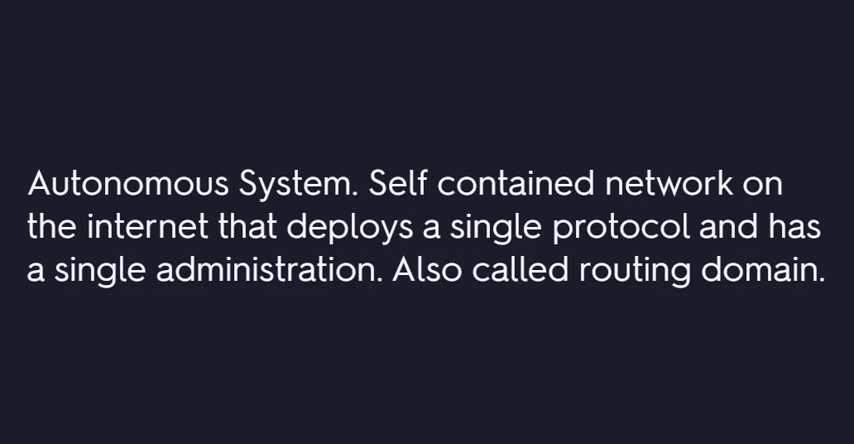 Autonomous System. Self contained network on
the internet that deploys a single protocol and has
a single administration. Also called routing domain.